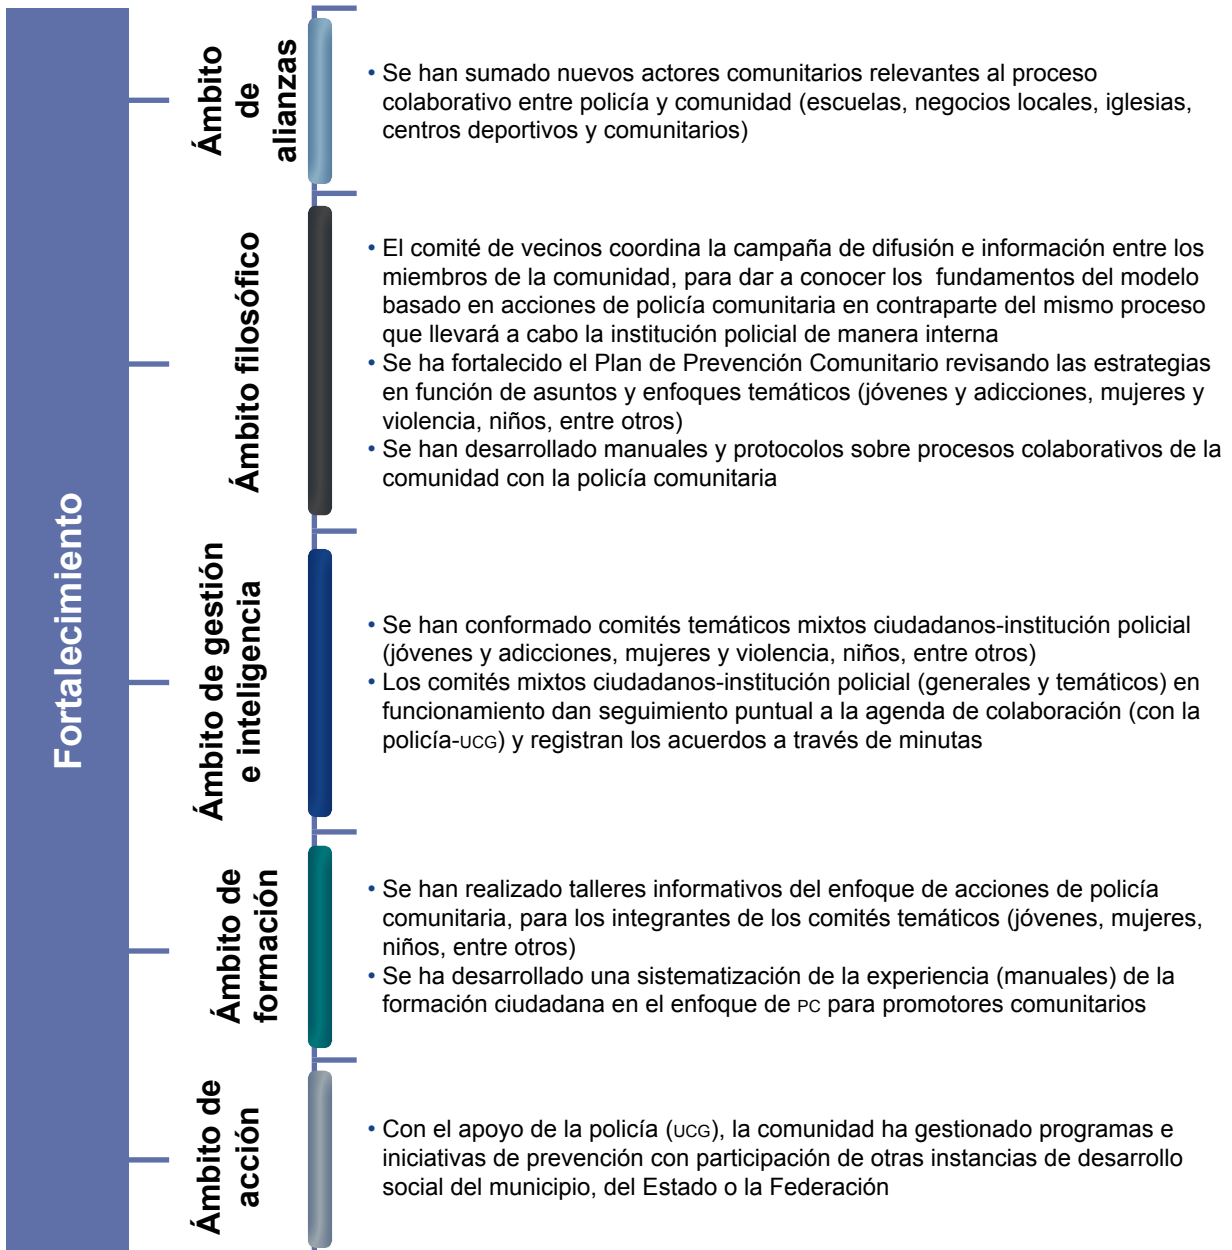 Fortalecimiento
Ámbito
de
alianzas
• Se han sumado nuevos actores comunitarios relevantes al proceso
colaborativo entre policía y comunidad (escuelas, negocios locales, iglesias,
centros deportivos y comunitarios)
Ámbito filosófico
• El comité de vecinos coordina la campaña de difusión e información entre los
miembros de la comunidad, para dar a conocer los fundamentos del modelo
basado en acciones de policía comunitaria en contraparte del mismo proceso
que llevará a cabo la institución policial de manera interna
• Se ha fortalecido el Plan de Prevención Comunitario revisando las estrategias
en función de asuntos y enfoques temáticos (jóvenes y adicciones, mujeres y
violencia, niños, entre otros)
• Se han desarrollado manuales y protocolos sobre procesos colaborativos de la
comunidad con la policía comunitaria
Ámbito de gestión
e inteligencia
• Se han conformado comités temáticos mixtos ciudadanos-institución policial
(jóvenes y adicciones, mujeres y violencia, niños, entre otros)
• Los comités mixtos ciudadanos-institución policial (generales y temáticos) en
funcionamiento dan seguimiento puntual a la agenda de colaboración (con la
policía-UCG) y registran los acuerdos a través de minutas
Ámbito de
formación
• Se han realizado talleres informativos del enfoque de acciones de policía
comunitaria, para los integrantes de los comités temáticos (jóvenes, mujeres,
niños, entre otros)
• Se ha desarrollado una sistematización de la experiencia (manuales) de la
formación ciudadana en el enfoque de PC para promotores comunitarios
Ámbito de
acción
• Con el apoyo de la policía (UCG), la comunidad ha gestionado programas e
iniciativas de prevención con participación de otras instancias de desarrollo
social del municipio, del Estado o la Federación